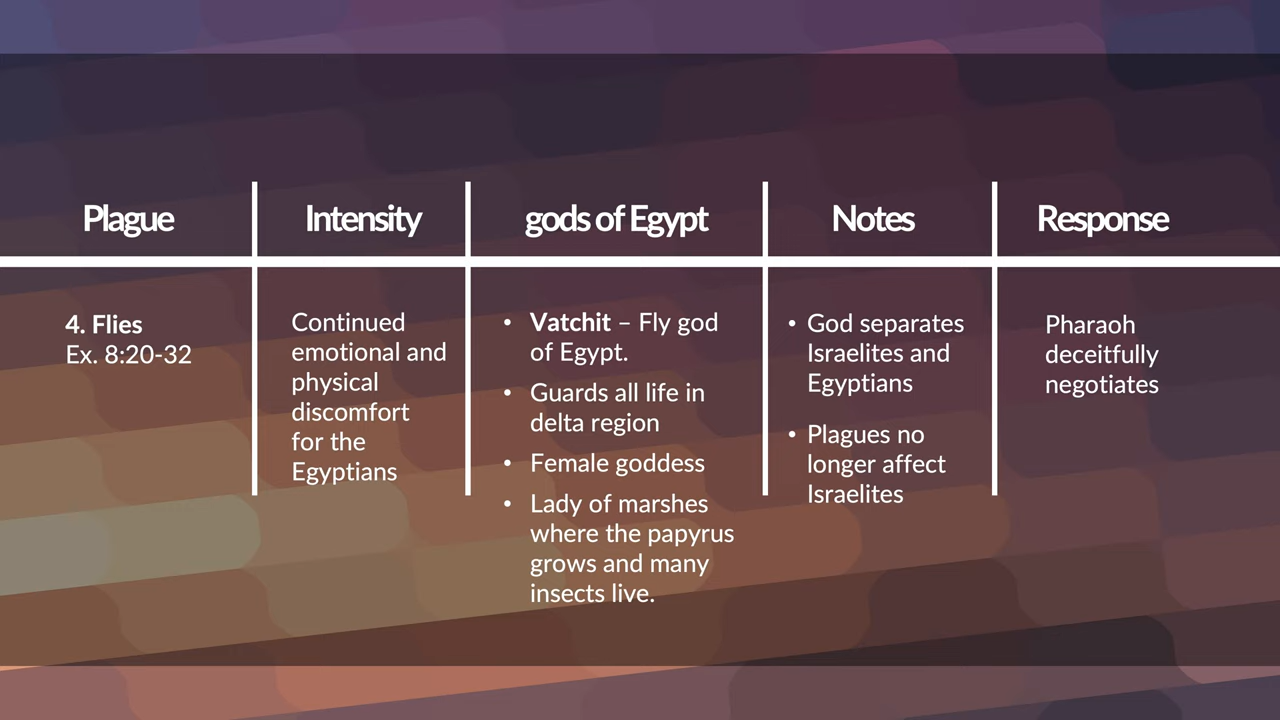 Plague
Intensity
gods of Egypt
Notes
Response
4. Flies
Ex. 8:20-32
Continued
emotional and
physical
discomfort
for the
Egyptians
• Vatchit – Fly god
of Egypt.
• Guards all life in
delta region
• Female goddess
• Lady of marshes
where the papyrus
grows and many
insects live.
• God separates
Israelites and
Egyptians
• Plagues no
longer affect
Israelites
Pharaoh
deceitfully
negotiates